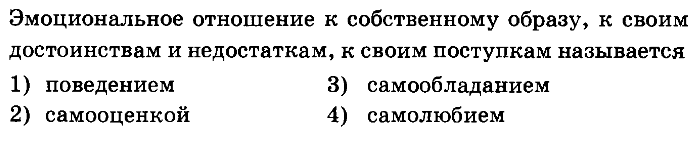 Эмоциональное отношение к собственному образу, к своим
достоинствам и недостаткам, к своим поступкам называется
1) поведением 3) самообладанием
2) самооценкой 4) самолюбием